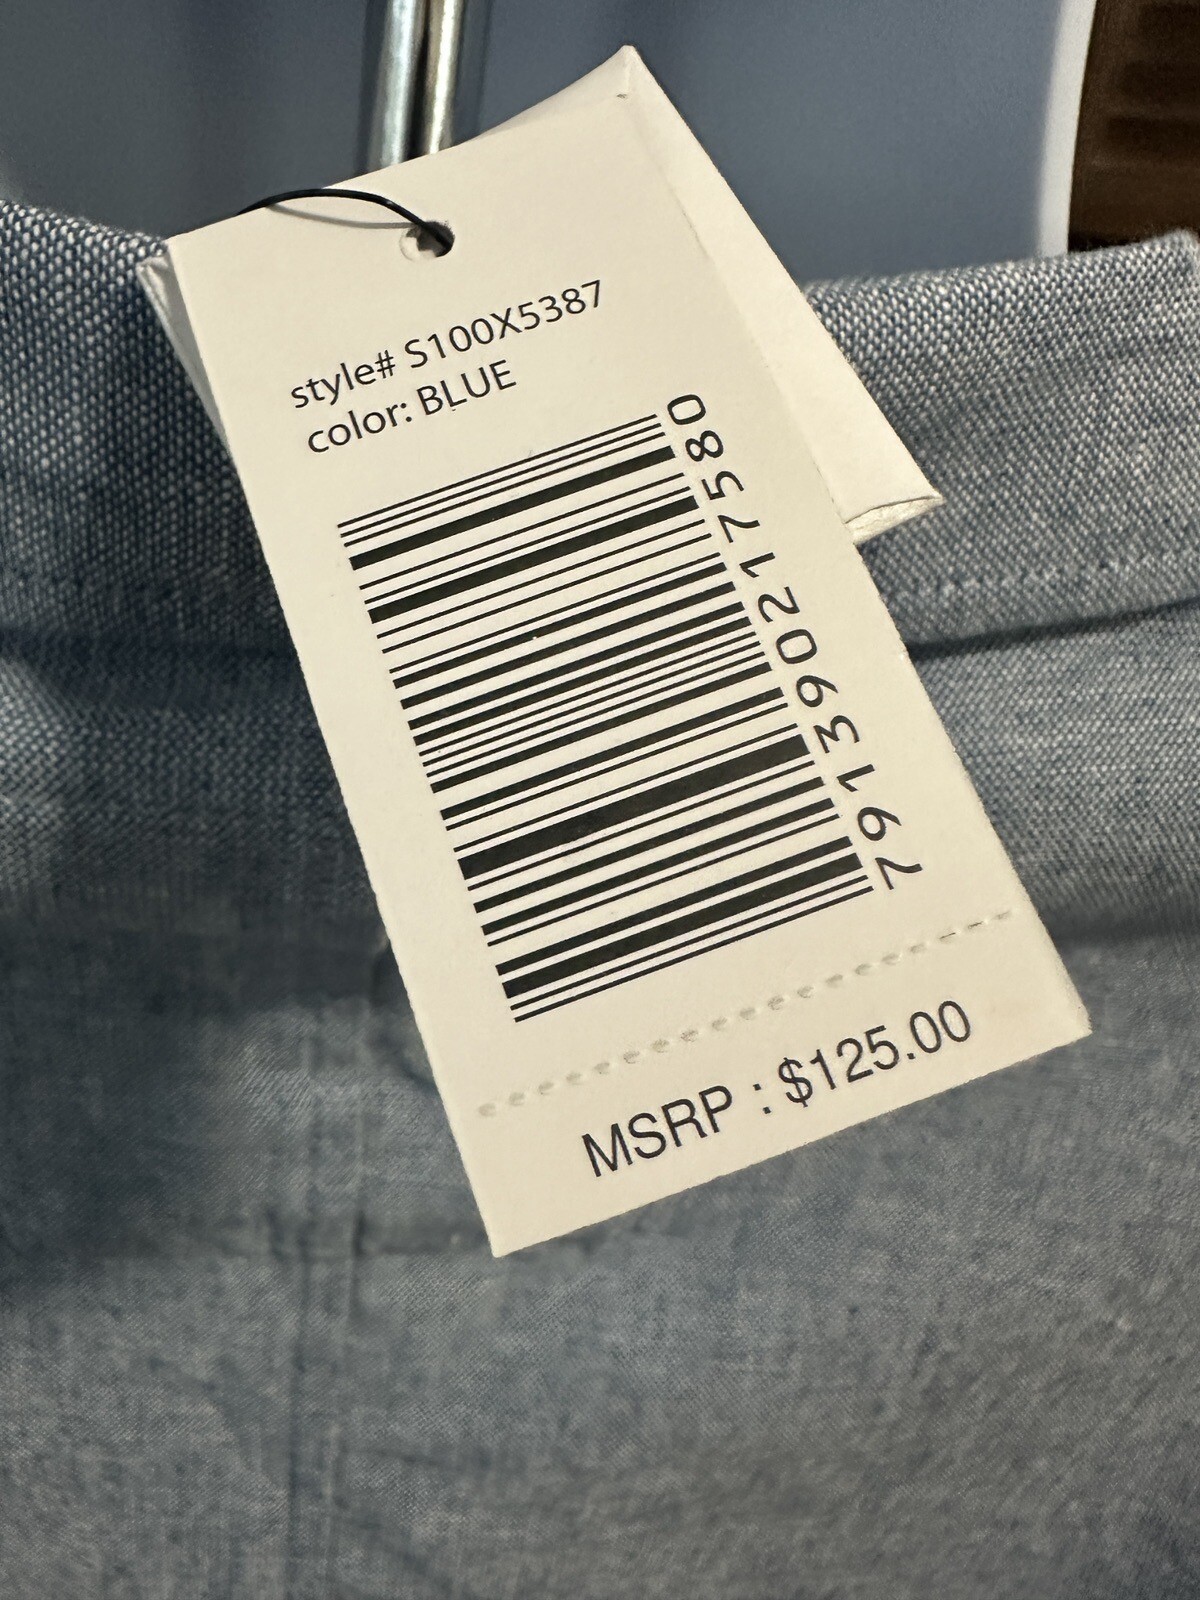 style# S100X5387
color: BLUE
791390217580
MSRP : $125.00